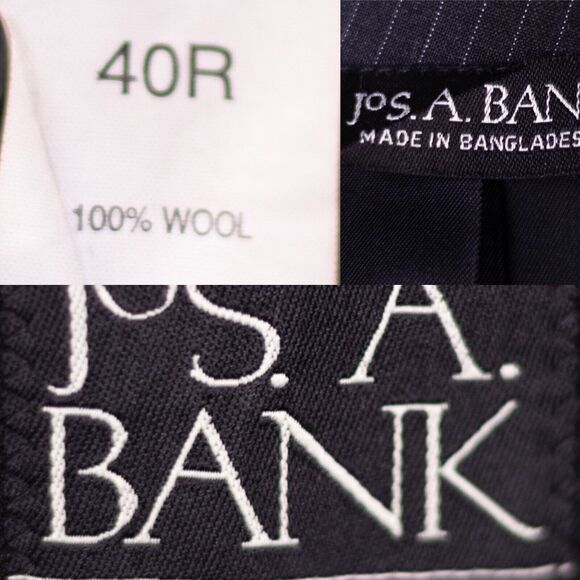 40R
100% WOOL
JOS. A. BAN
MADE IN BANGLADES
JOS. A.
BANK